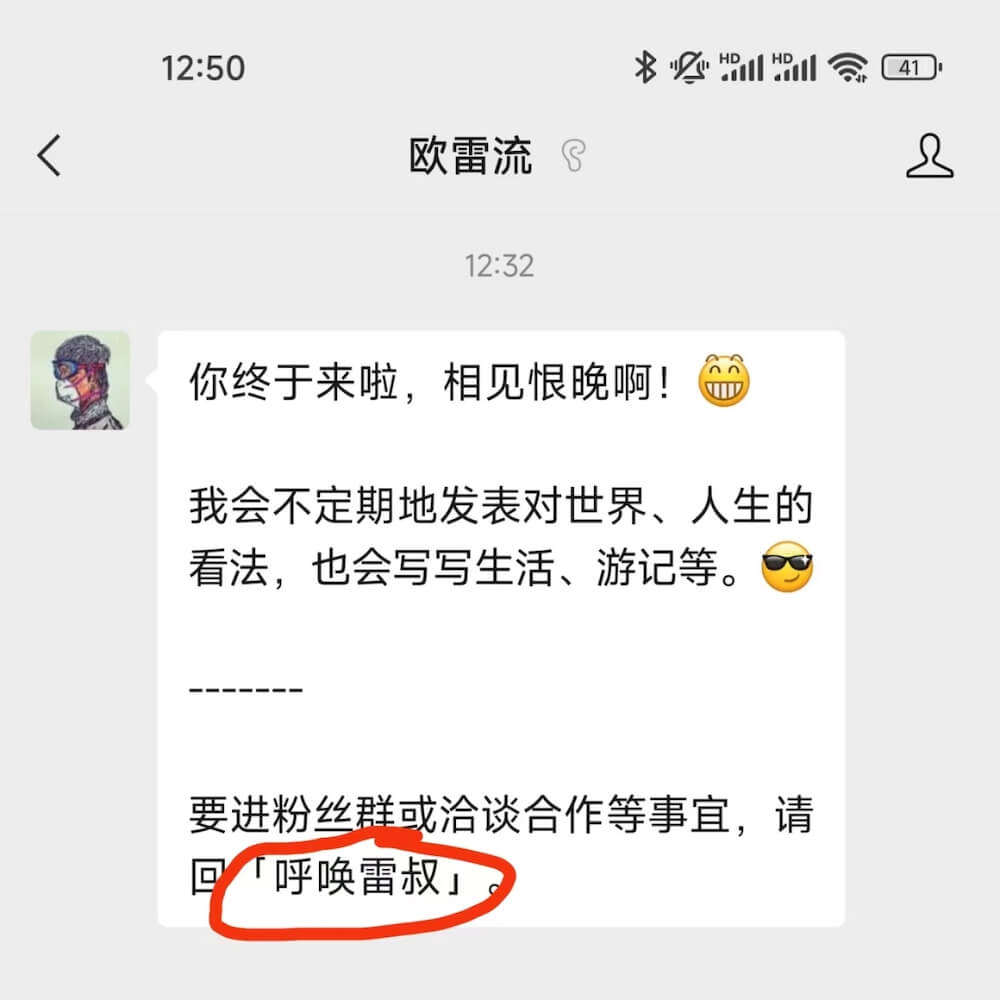 12:50
HD HD 41
欧雷流
12:32
你终于来啦，相见恨晚啊！😁
我会不定期地发表对世界、人生的
看法，也会写写生活、游记等。😎
-------
要进粉丝群或洽谈合作等事宜，请
回「呼唤雷叔」。